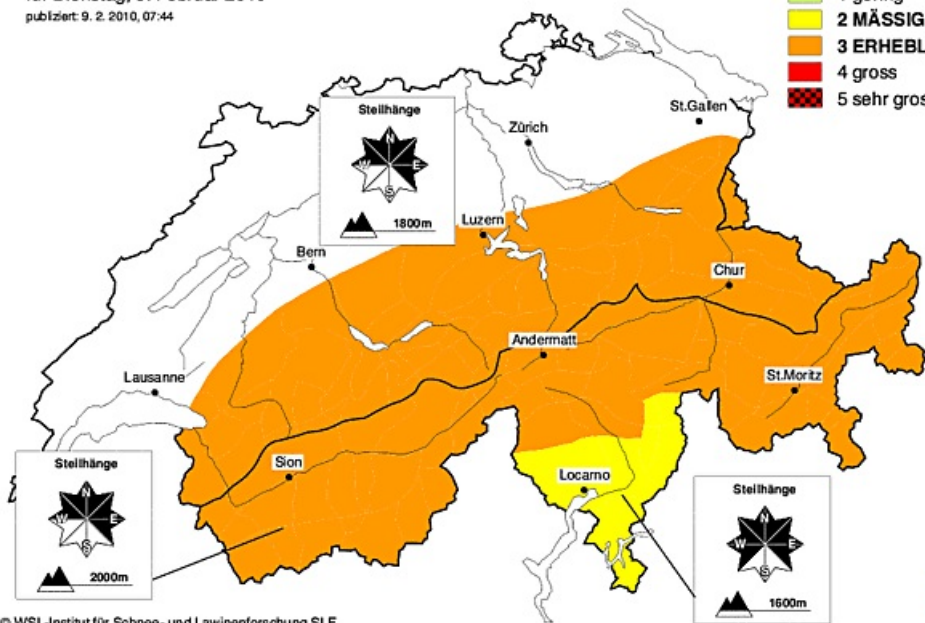 publiziert: 9. 2. 2010, 07:44
2 MÄSSIG
3 ERHEBL
4 gross
5 sehr gros
St.Gallen
Zürich
Steilhänge
N
W E
S
1800m
Luzern
Bern
Chur
Andermatt
St.Moritz
Lausanne
Sion
Locarno
Steilhänge
N
W E
S
2000m
Steilhänge
N
W E
S
1600m
© WSL-Institut für Schnee- und Lawinenforschung SLF